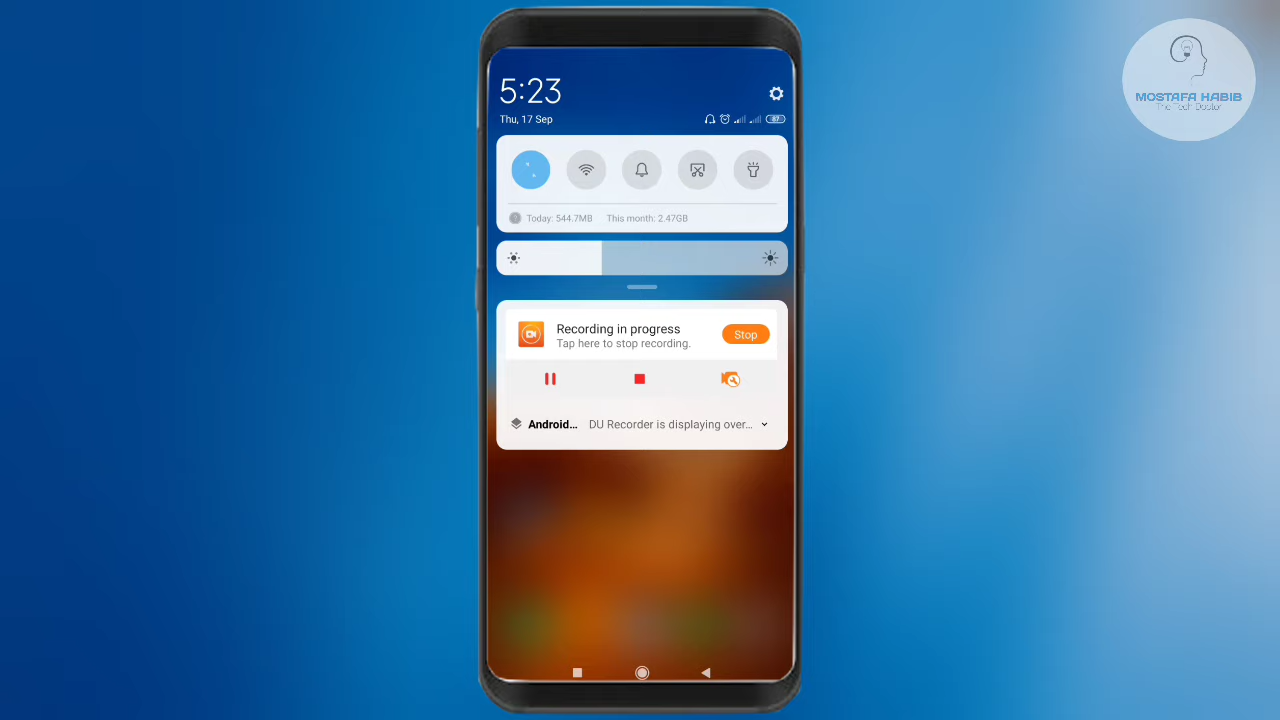 MOSTAFA HABIB
The Tech Doctor
5:23
Thu, 17 Sep
87
Today: 544.7MB This month: 2.47GB
Recording in progress
Tap here to stop recording.
Stop
Android... DU Recorder is displaying over...